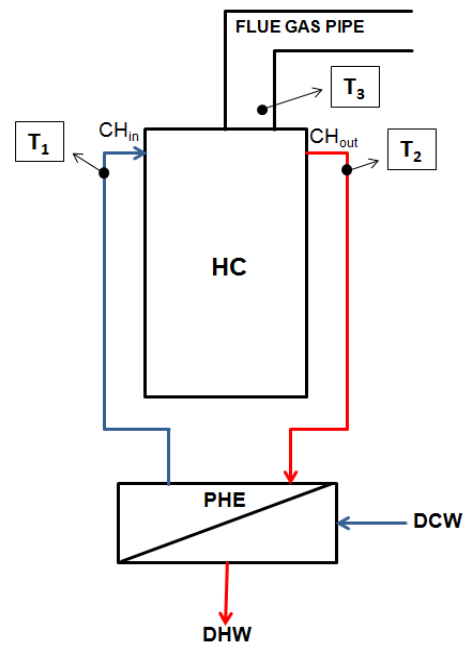 FLUE GAS PIPE
T3
CHin
CHout
T1
T2
HC
PHE
DCW
DHW